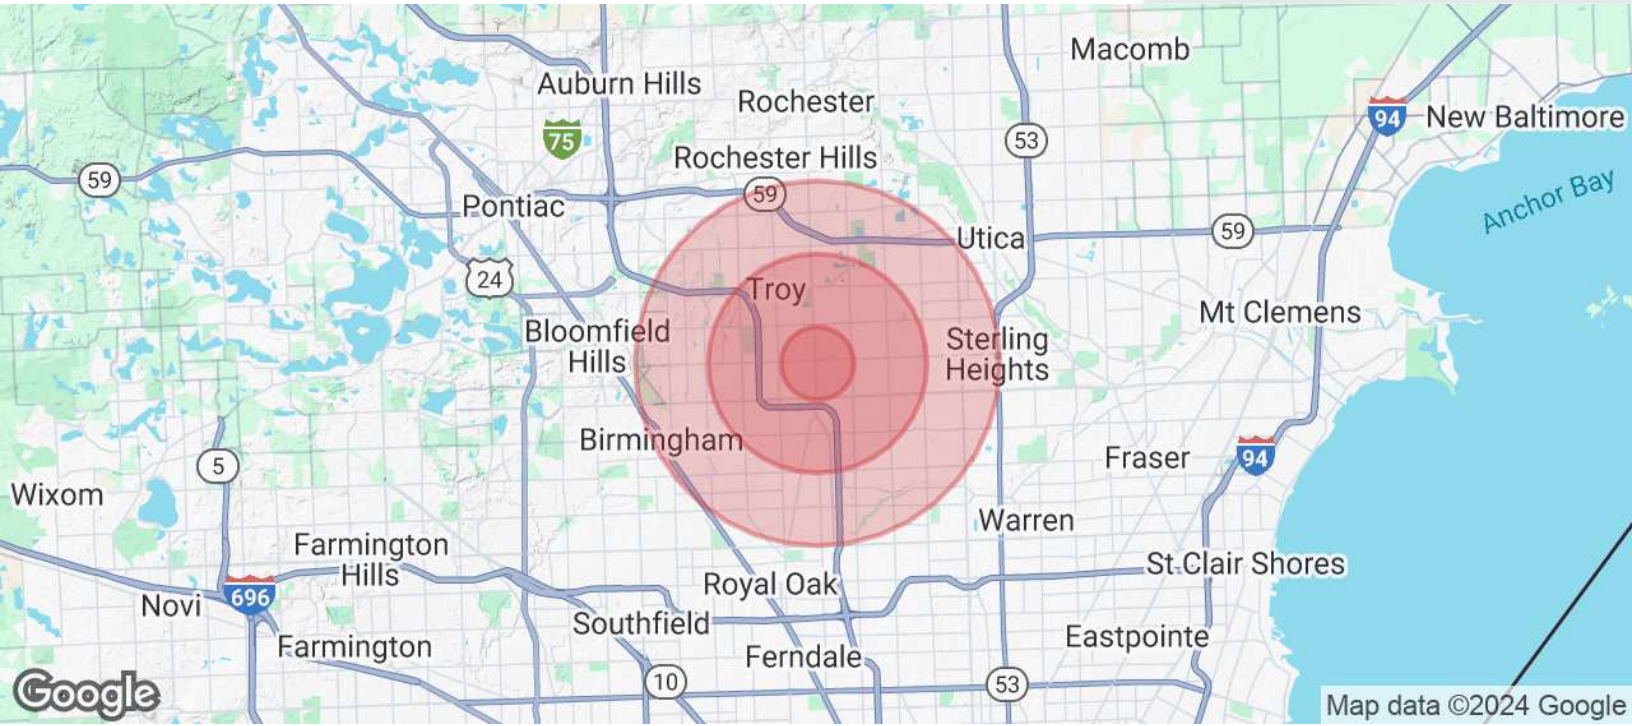 Macomb
Auburn Hills
Rochester
75
94
New Baltimore
53
Rochester Hills
59
59
Pontiac
Anchor Bay
Utica
59
24
Troy
Mt Clemens
Bloomfield
Hills
Sterling
Heights
Birmingham
Fraser
94
5
Wixom
Warren
Farmington
Hills
St Clair Shores
Royal Oak
696
Novi
Southfield
Eastpointe
Farmington
Ferndale
10
53
Google
Map data ©2024 Google